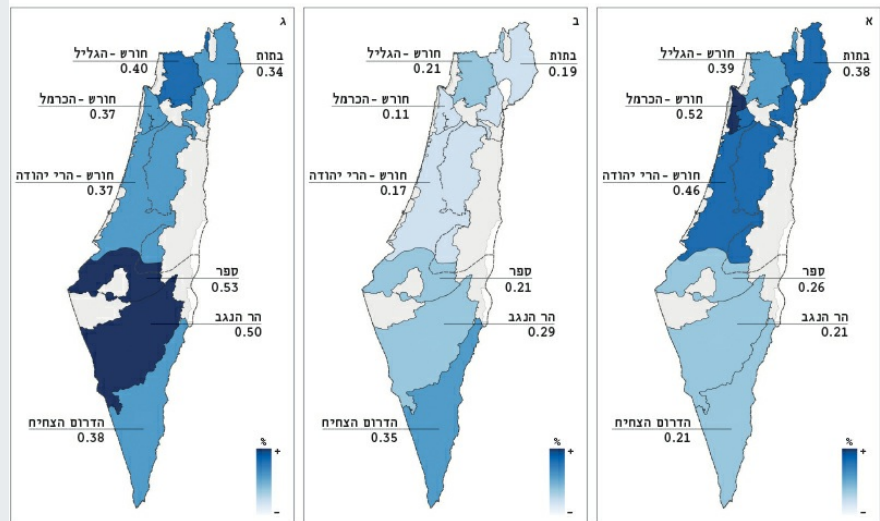 א
בתות
0.38
חורש -הגליל
0.39
חורש -הכרמל
0.52
חורש -הרי יהודה
0.46
ספר
0.26
הר הנגב
0.21
הדרום הצחיח
0.21
%
+
-
ב
בתות
0.19
חורש -הגליל
0.21
חורש -הכרמל
0.11
חורש -הרי יהודה
0.17
ספר
0.21
הר הנגב
0.29
הדרום הצחיח
0.35
%
+
-
ג
בתות
0.34
חורש -הגליל
0.40
חורש -הכרמל
0.37
חורש -הרי יהודה
0.37
ספר
0.53
הר הנגב
0.50
הדרום הצחיח
0.38
%
+
-